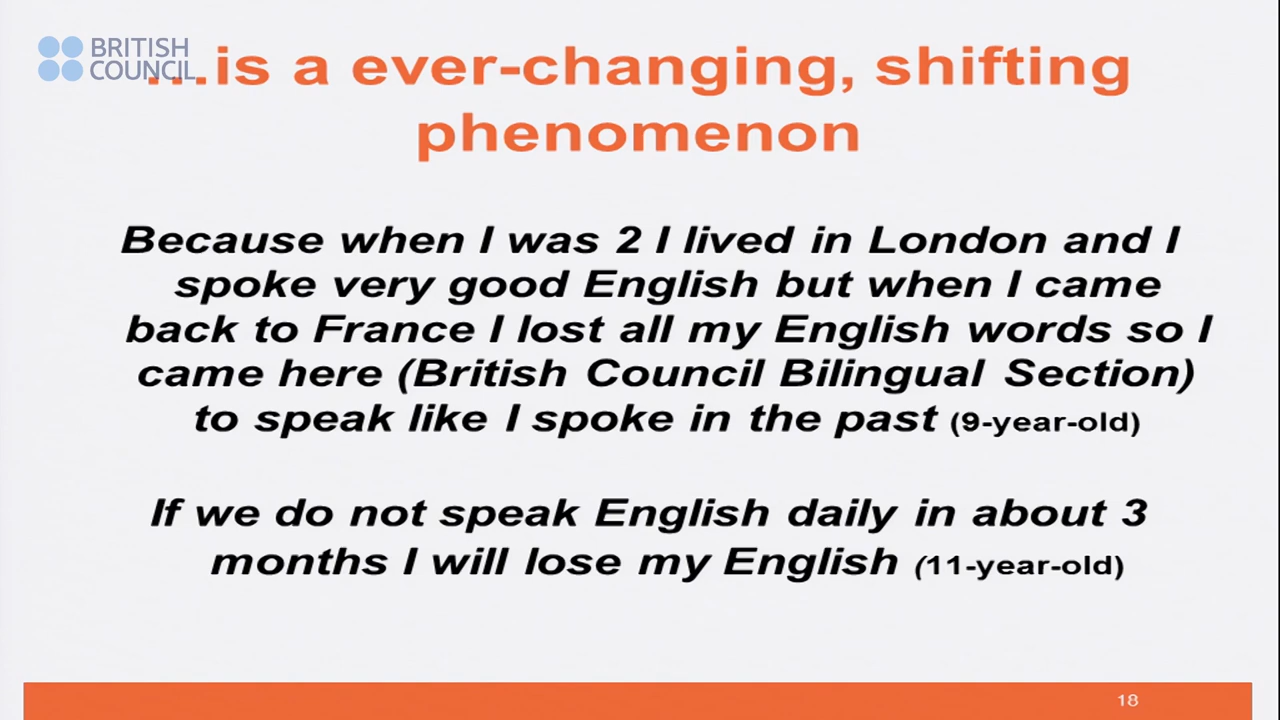 BRITISH
COUNCIL
...is a ever-changing, shifting
phenomenon
Because when I was 2 I lived in London and I
spoke very good English but when I came
back to France I lost all my English words so I
came here (British Council Bilingual Section)
to speak like I spoke in the past (9-year-old)
If we do not speak English daily in about 3
months I will lose my English (11-year-old)
18